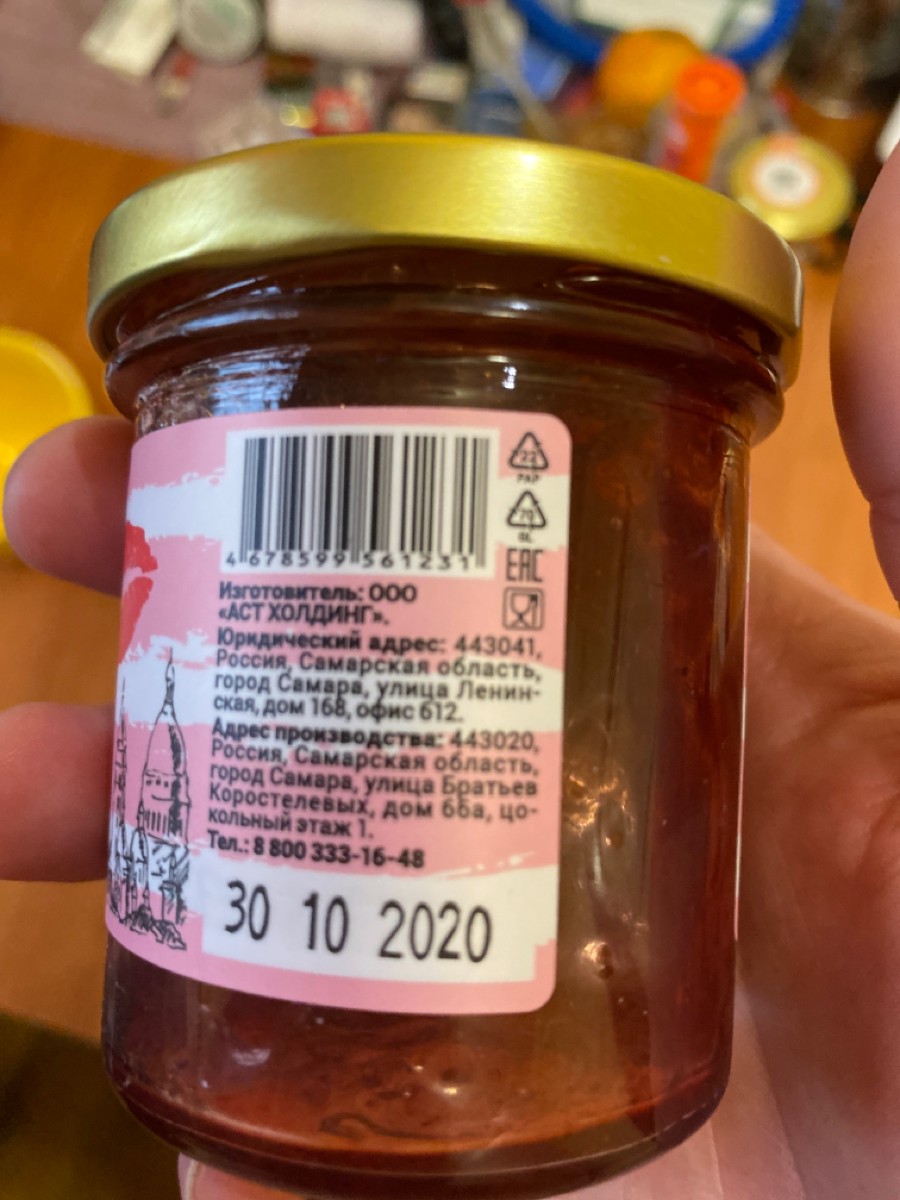 4 678599 561231
22
PAP
70
GL
EAC
Изготовитель: ООО
«АСТ ХОЛДИНГ».
Юридический адрес: 443041,
Россия, Самарская область,
город Самара, улица Ленин-
ская, дом 168, офис 612.
Адрес производства: 443020,
Россия, Самарская область,
город Самара, улица Братьев
Коростелевых, дом 66а, цо-
кольный этаж 1.
Тел.: 8 800 333-16-48
30 10 2020